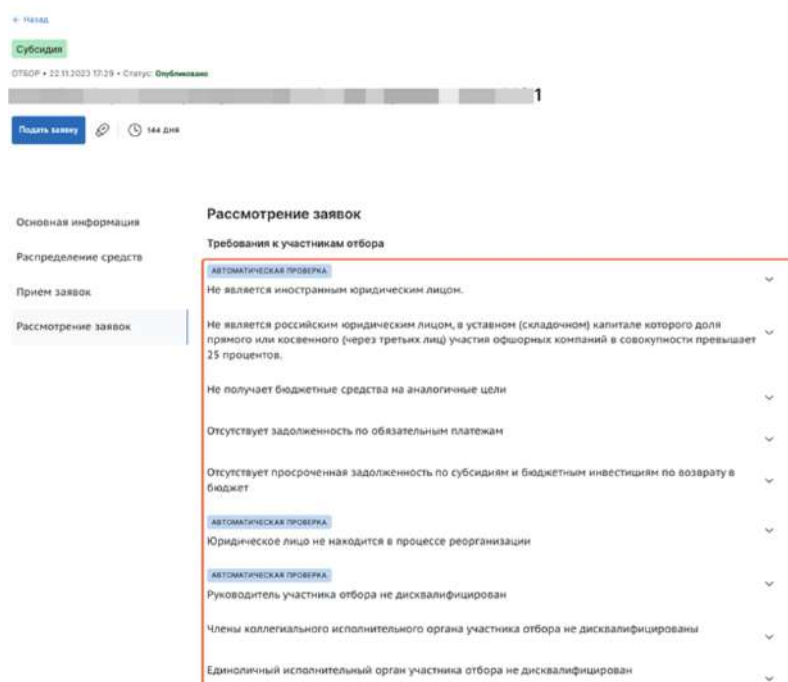 ← Назад
Субсидия
ОТБОР • 22.11.2023 17:29 • Статус: Опубликовано
1
Подать заявку
144 ДНЯ
Основная информация
Распределение средств
Прием заявок
Рассмотрение заявок
Рассмотрение заявок
Требования к участникам отбора
АВТОМАТИЧЕСКАЯ ПРОВЕРКА
Не является иностранным юридическим лицом.
Не является российским юридическим лицом, в уставном (складочном) капитале которого доля
прямого или косвенного (через третьих лиц) участия офшорных компаний в совокупности превышает
25 процентов.
Не получает бюджетные средства на аналогичные цели
Отсутствует задолженность по обязательным платежам
Отсутствует просроченная задолженность по субсидиям и бюджетным инвестициям по возврату в
бюджет
АВТОМАТИЧЕСКАЯ ПРОВЕРКА
Юридическое лицо не находится в процессе реорганизации
АВТОМАТИЧЕСКАЯ ПРОВЕРКА
Руководитель участника отбора не дисквалифицирован
Члены коллегиального исполнительного органа участника отбора не дисквалифицированы
Единоличный исполнительный орган участника отбора не дисквалифицирован